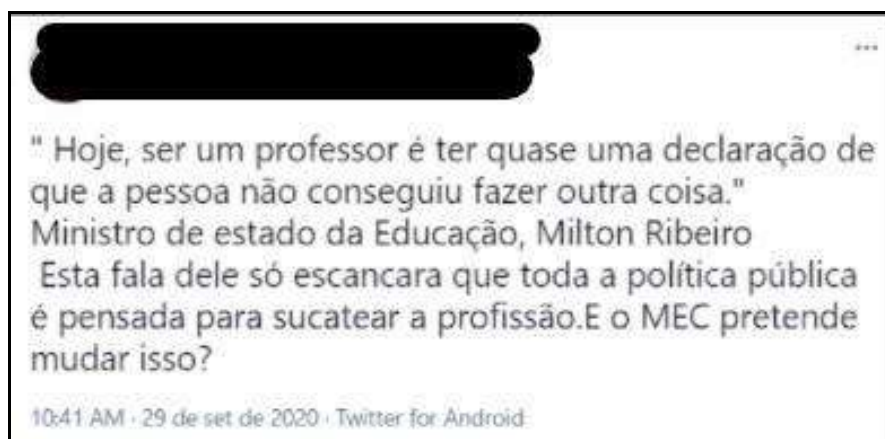 " Hoje, ser um professor é ter quase uma declaração de
que a pessoa não conseguiu fazer outra coisa."
Ministro de estado da Educação, Milton Ribeiro
Esta fala dele só escancara que toda a política pública
é pensada para sucatear a profissão.E o MEC pretende
mudar isso?
10:41 AM · 29 de set de 2020 · Twitter for Android